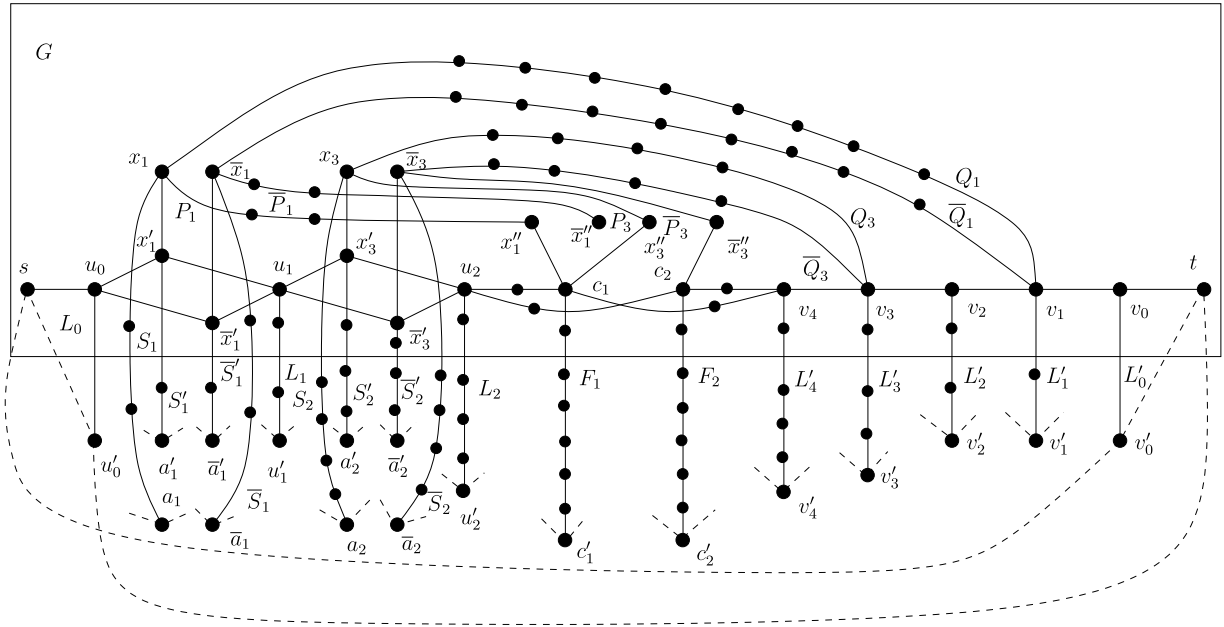 G
x₁ x̅₁ x₃ x̅₃
Q₁
P₁ P̅₁ P₃ P̅₃ Q₃ Q̅₁
x′₁ x′₃ x″₁ x̅″₁ x″₃ x̅″₃
s u₀ u₁ u₂ c₁ c₂ Q̅₃ t
L₀ S₁ x̅′₁ x̅′₃ v₄ v₃ v₂ v₁ v₀
S̅′₁ L₁ S′₁ S₂ S′₂ S̅′₂ L₂ F₁ F₂ L′₄ L′₃ L′₂ L′₁ L′₀
u′₀ a′₁ a̅′₁ u′₁ a′₂ a̅′₂ v′₃ v′₂ v′₁ v′₀
a₁ S̅₁ S̅₂ u′₂ v′₄
a̅₁ a₂ a̅₂ c′₁ c′₂